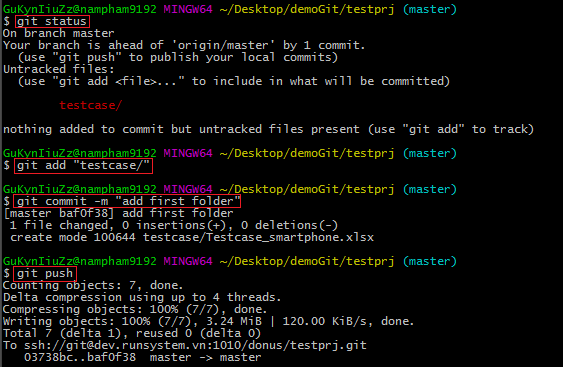 GuKynIiuZz@nampham9192 MINGW64 ~/Desktop/demoGit/testprj (master)
$ git status
On branch master
Your branch is ahead of 'origin/master' by 1 commit.
  (use "git push" to publish your local commits)
Untracked files:
  (use "git add <file>..." to include in what will be committed)
        testcase/
nothing added to commit but untracked files present (use "git add" to track)
GuKynIiuZz@nampham9192 MINGW64 ~/Desktop/demoGit/testprj (master)
$ git add "testcase/"
GuKynIiuZz@nampham9192 MINGW64 ~/Desktop/demoGit/testprj (master)
$ git commit -m "add first folder"
[master baf0f38] add first folder
 1 file changed, 0 insertions(+), 0 deletions(-)
 create mode 100644 testcase/Testcase_smartphone.xlsx
GuKynIiuZz@nampham9192 MINGW64 ~/Desktop/demoGit/testprj (master)
$ git push
Counting objects: 7, done.
Delta compression using up to 4 threads.
Compressing objects: 100% (7/7), done.
Writing objects: 100% (7/7), 3.24 MiB | 120.00 KiB/s, done.
Total 7 (delta 1), reused 0 (delta 0)
To ssh://git@dev.runsystem.vn:1010/donus/testprj.git
   03738bc..baf0f38  master -> master